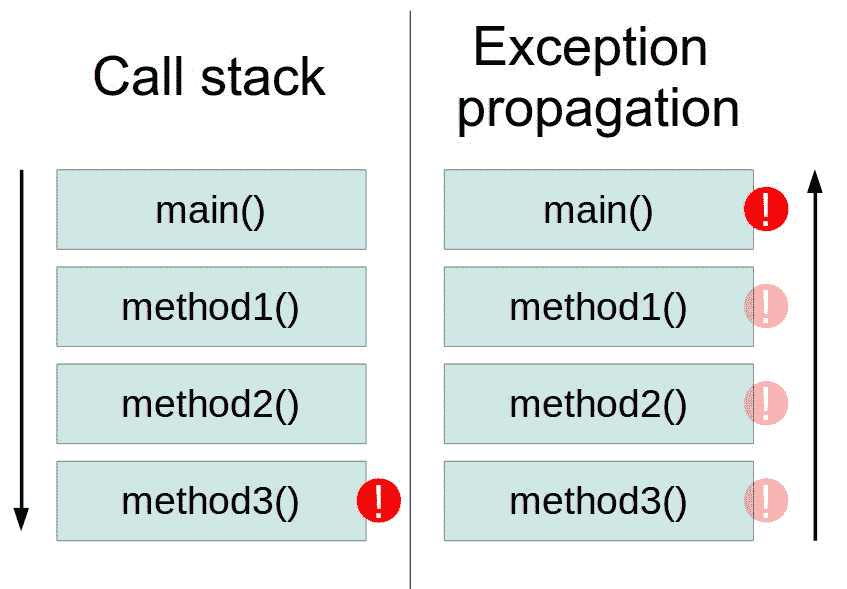 Call stack
main()
method1()
method2()
method3()
!
Exception
propagation
main()
!
method1()
!
method2()
!
method3()
!